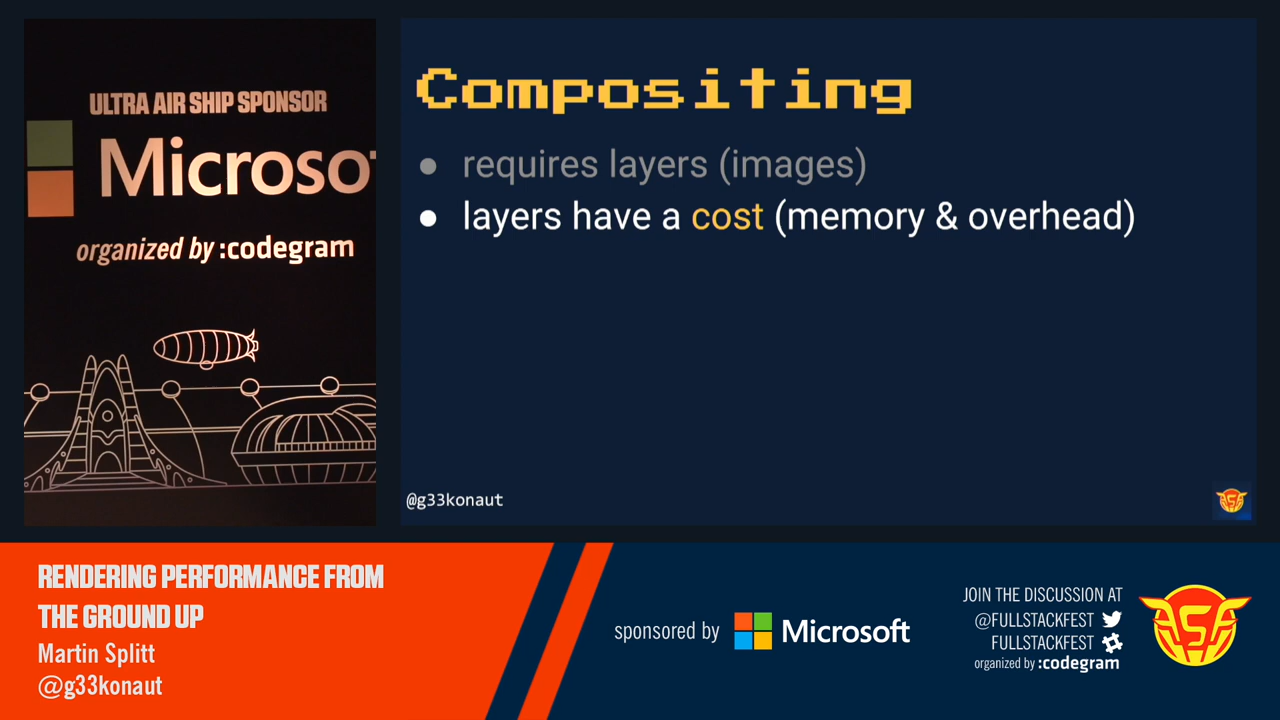 ULTRA AIR SHIP SPONSOR
Microso
organized by :codegram
Compositing
● requires layers (images)
● layers have a cost (memory & overhead)
@g33konaut
RENDERING PERFORMANCE FROM
THE GROUND UP
Martin Splitt
@g33konaut
sponsored by Microsoft
JOIN THE DISCUSSION AT
@FULLSTACKFEST
FULLSTACKFEST
organized by :codegram